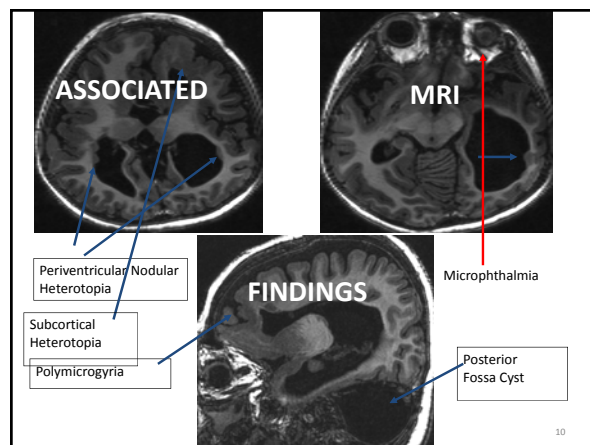 ASSOCIATED
MRI
Periventricular Nodular
Heterotopia
FINDINGS
Microphthalmia
Subcortical
Heterotopia
Polymicrogyria
Posterior
Fossa Cyst
10